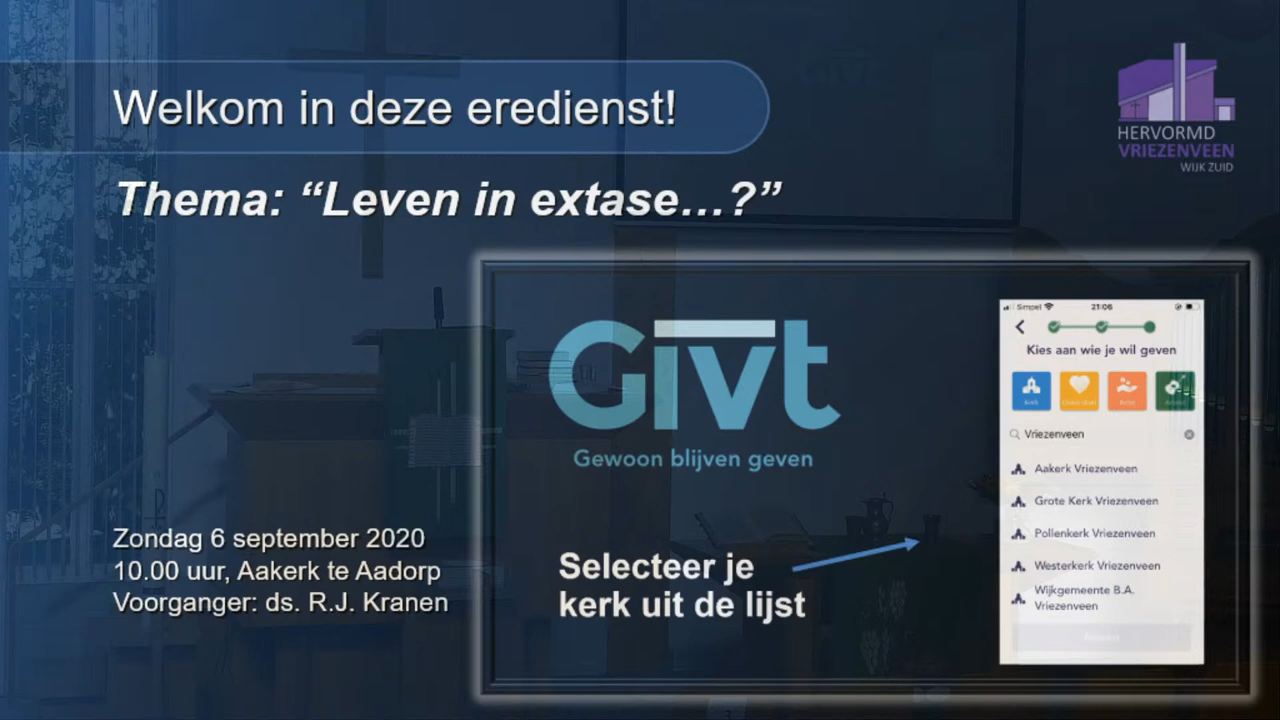 Welkom in deze eredienst!
Thema: “Leven in extase…?”
HERVORMD
VRIEZENVEEN
WIJK ZUID
Givt
Gewoon blijven geven
Selecteer je
kerk uit de lijst
Simpel
21:06
Kies aan wie je wil geven
Kerk
Vriezenveen
Aakerk Vriezenveen
Grote Kerk Vriezenveen
Pollenkerk Vriezenveen
Westerkerk Vriezenveen
Wijkgemeente B.A.
Vriezenveen
Zondag 6 september 2020
10.00 uur, Aakerk te Aadorp
Voorganger: ds. R.J. Kranen